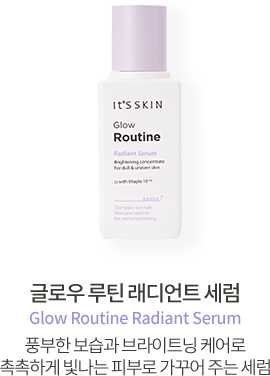 It'S SKIN
Glow
Routine
Radiant Serum
Brightening concentrate
For dull & uneven skin.
with Vitaple 10™
Our type, our rule
Skincare routine
for real brightening.
글로우 루틴 래디언트 세럼
Glow Routine Radiant Serum
풍부한 보습과 브라이트닝 케어로
촉촉하게 빛나는 피부로 가꾸어 주는 세럼